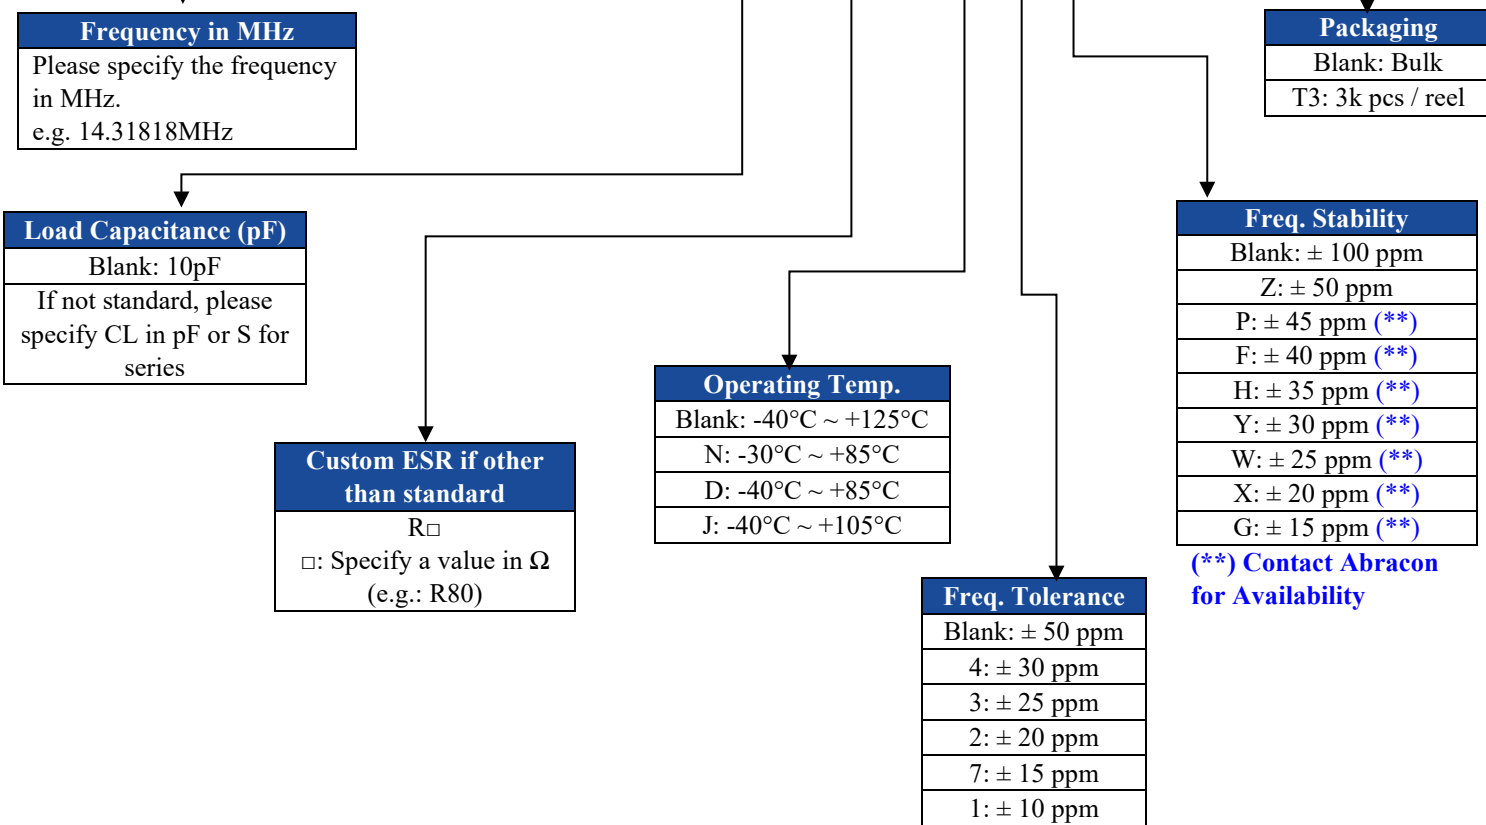 Frequency in MHz
Please specify the frequency
in MHz.
e.g. 14.31818MHz
Packaging
Blank: Bulk
T3: 3k pcs / reel
Load Capacitance (pF)
Blank: 10pF
If not standard, please
specify CL in pF or S for
series
Freq. Stability
Blank: ± 100 ppm
Z: ± 50 ppm
P: ± 45 ppm (**)
F: ± 40 ppm (**)
H: ± 35 ppm (**)
Y: ± 30 ppm (**)
W: ± 25 ppm (**)
X: ± 20 ppm (**)
G: ± 15 ppm (**)
(**) Contact Abracon
for Availability
Custom ESR if other
than standard
R□
□: Specify a value in Ω
(e.g.: R80)
Operating Temp.
Blank: -40°C ~ +125°C
N: -30°C ~ +85°C
D: -40°C ~ +85°C
J: -40°C ~ +105°C
Freq. Tolerance
Blank: ± 50 ppm
4: ± 30 ppm
3: ± 25 ppm
2: ± 20 ppm
7: ± 15 ppm
1: ± 10 ppm